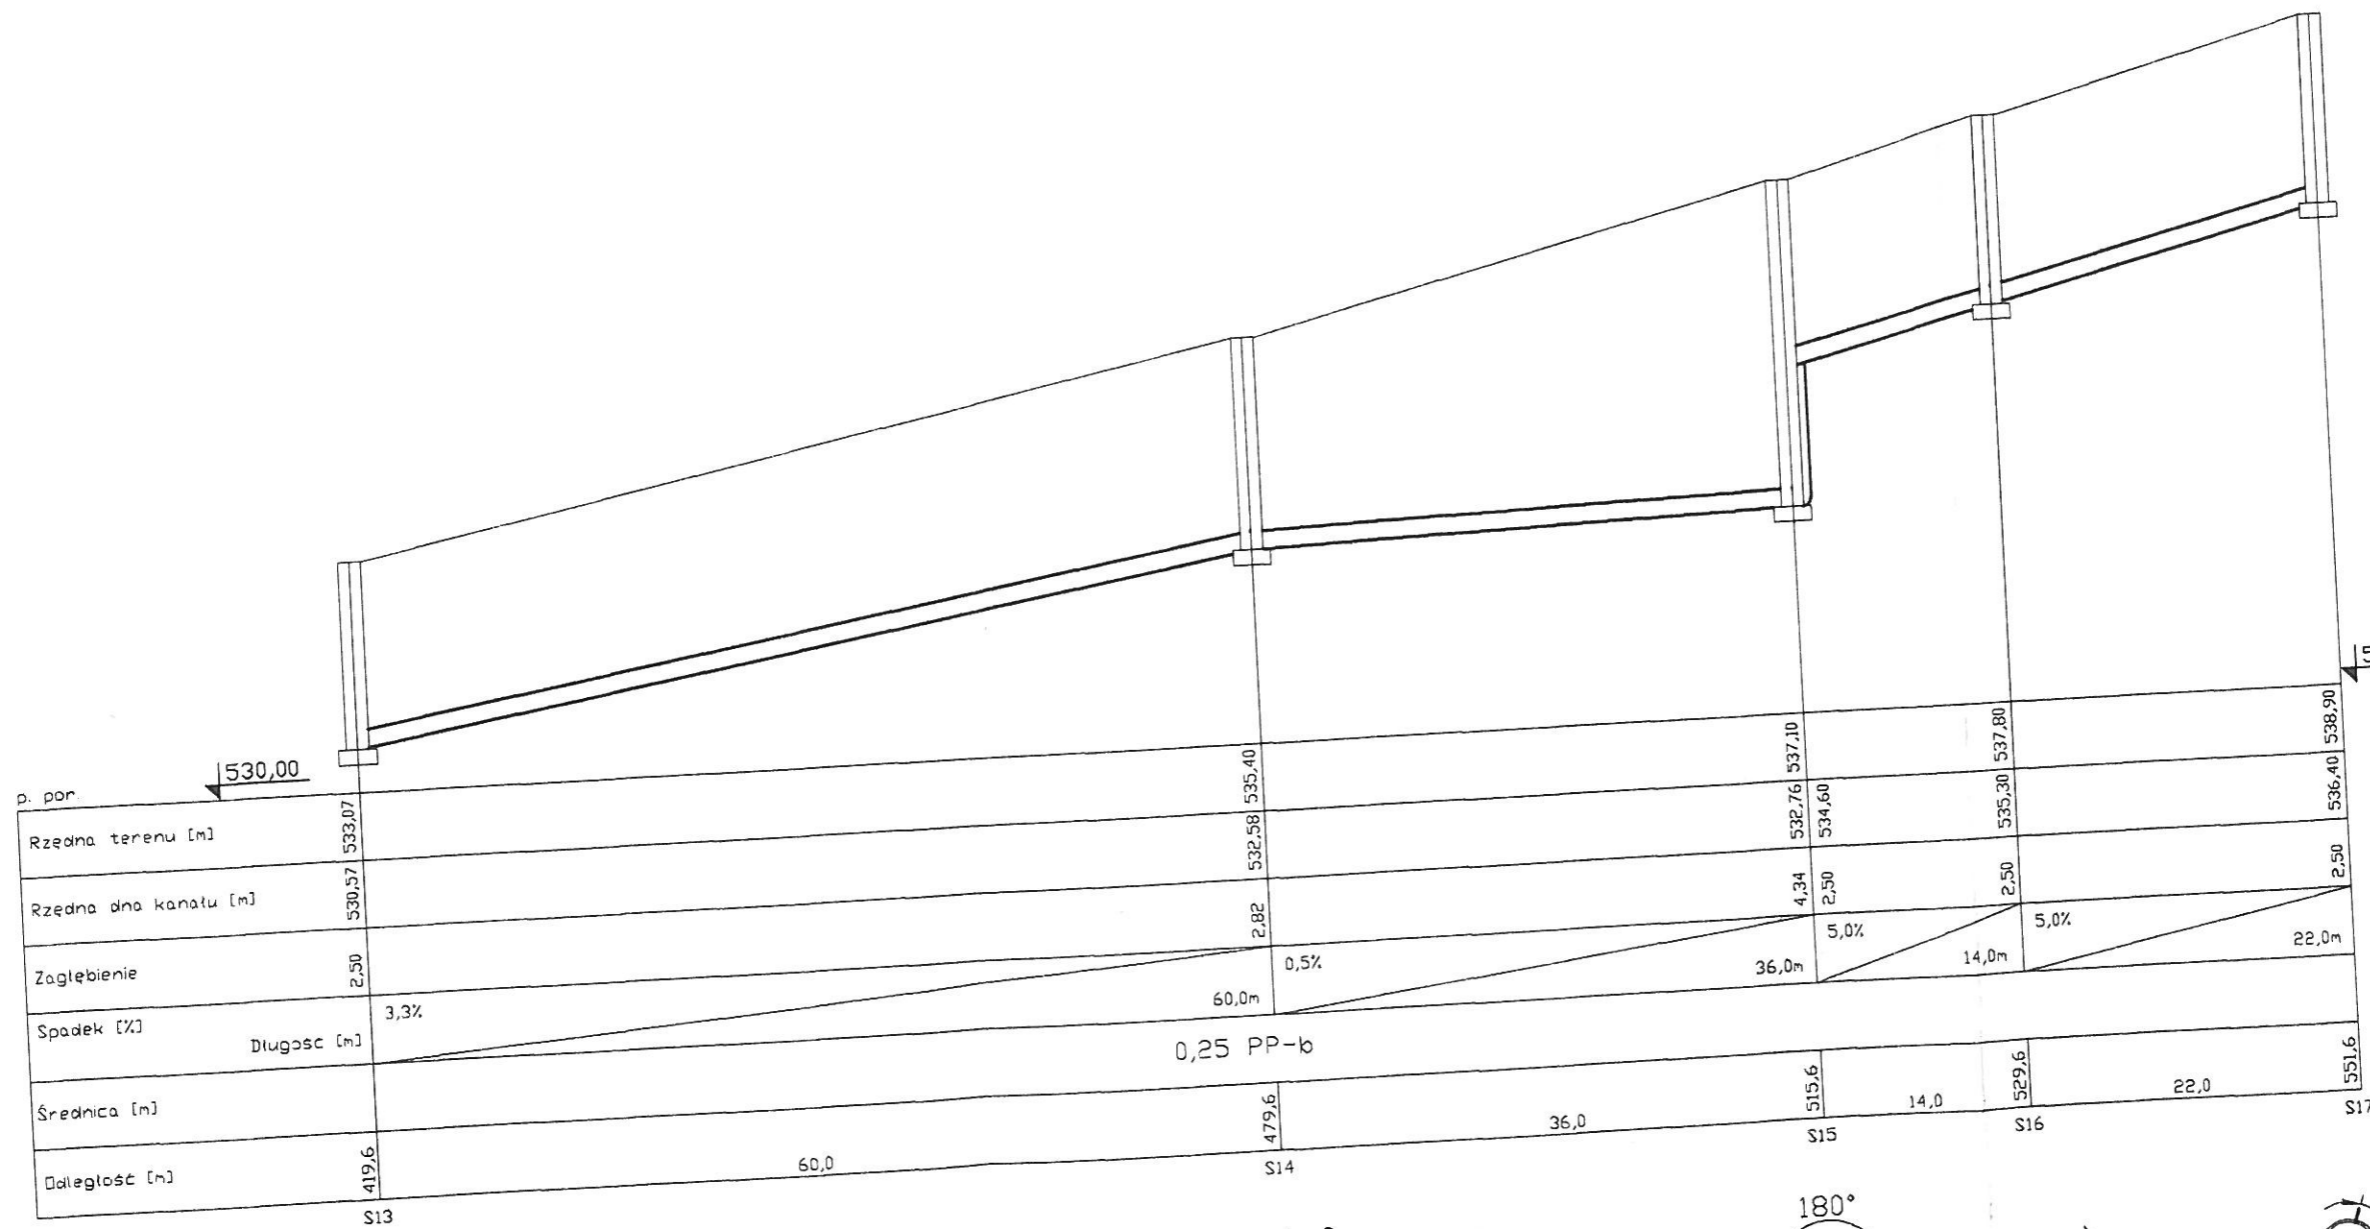 p. por.
530,00
5
Rzędna terenu [m] 533,07 535,40 537,10 537,80 538,90
Rzędna dna kanału [m] 530,57 532,58 532,76 534,60 535,30 536,40
Zagłębienie 2,50 2,82 4,34 2,50 2,50 2,50
Spadek [%] 3,3% 0,5% 5,0% 5,0%
Długość [m] 60,0m 36,0m 14,0m 22,0m
Średnica [m] 0,25 PP-b
Odległość [m] 419,6 60,0 479,6 36,0 515,6 14,0 529,6 22,0 551,6
S13 S14 S15 S16 S17
180°